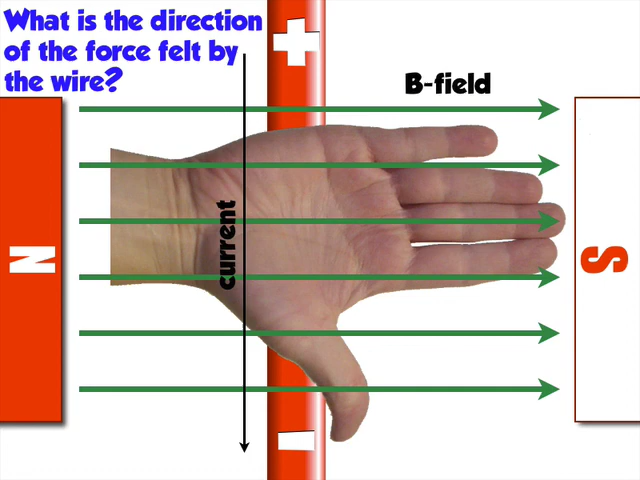 What is the direction
of the force felt by
the wire?
+
B-field
current
N
S
-